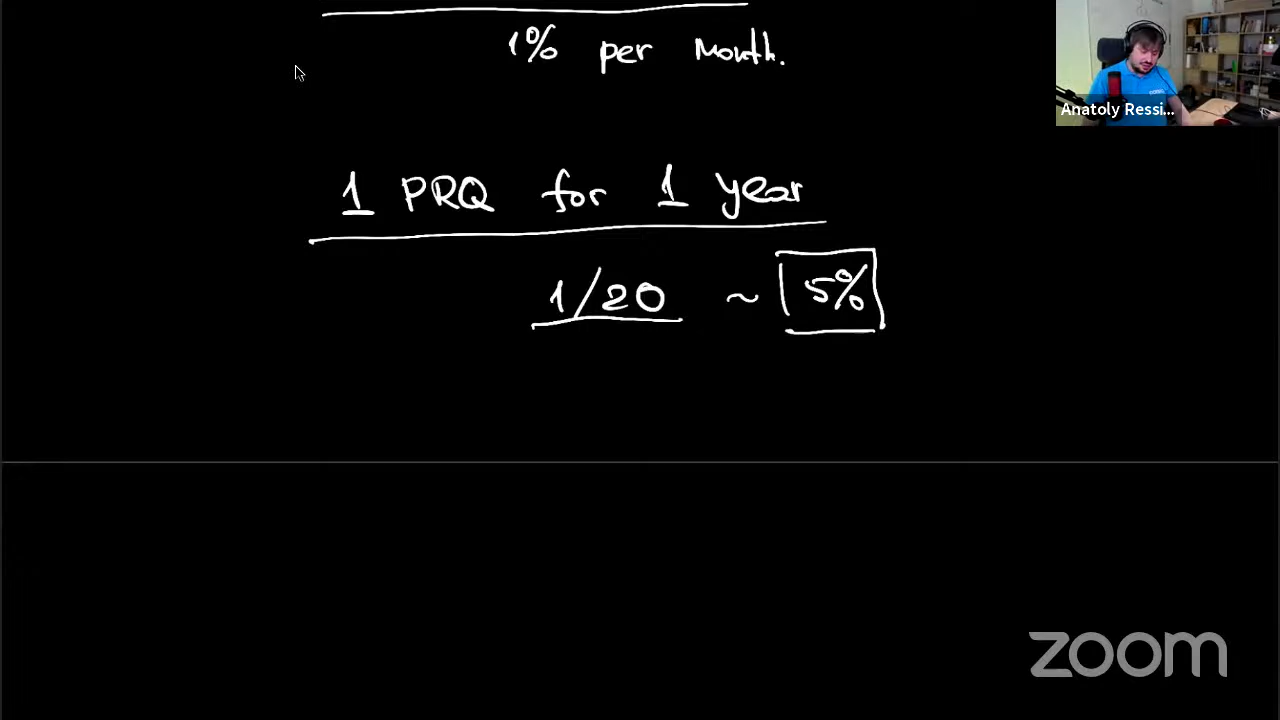 1% per Month.
Anatoly Ressi...
1 PRQ for 1 year
1/20 ~ 5%
zoom